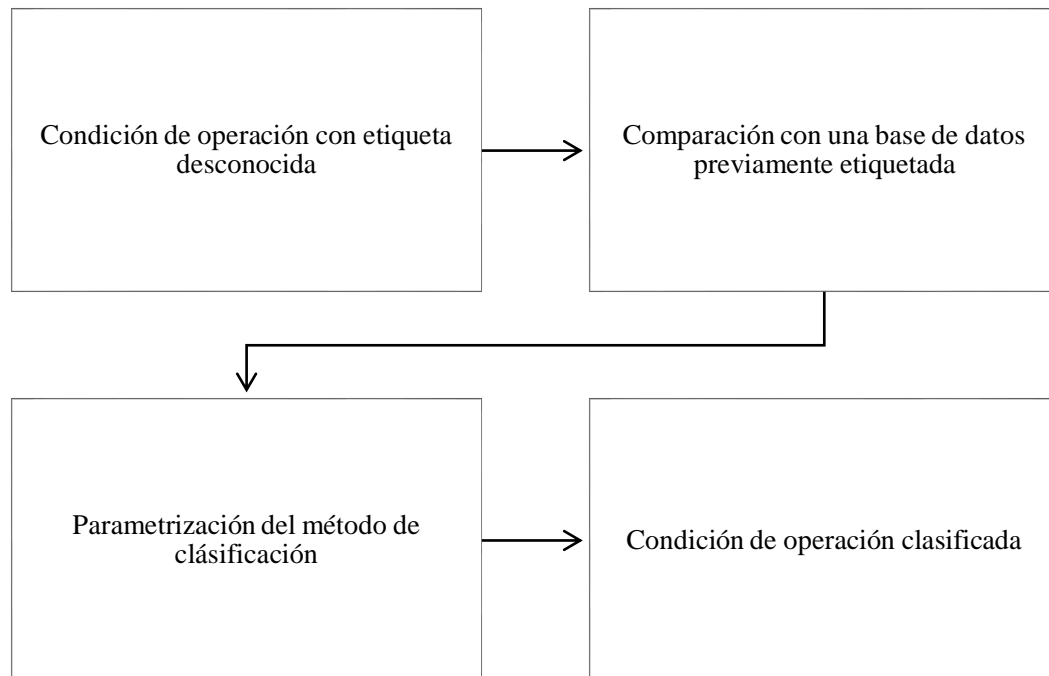 Condición de operación con etiqueta
desconocida
Comparación con una base de datos
previamente etiquetada
Parametrización del método de
clásificación
Condición de operación clasificada